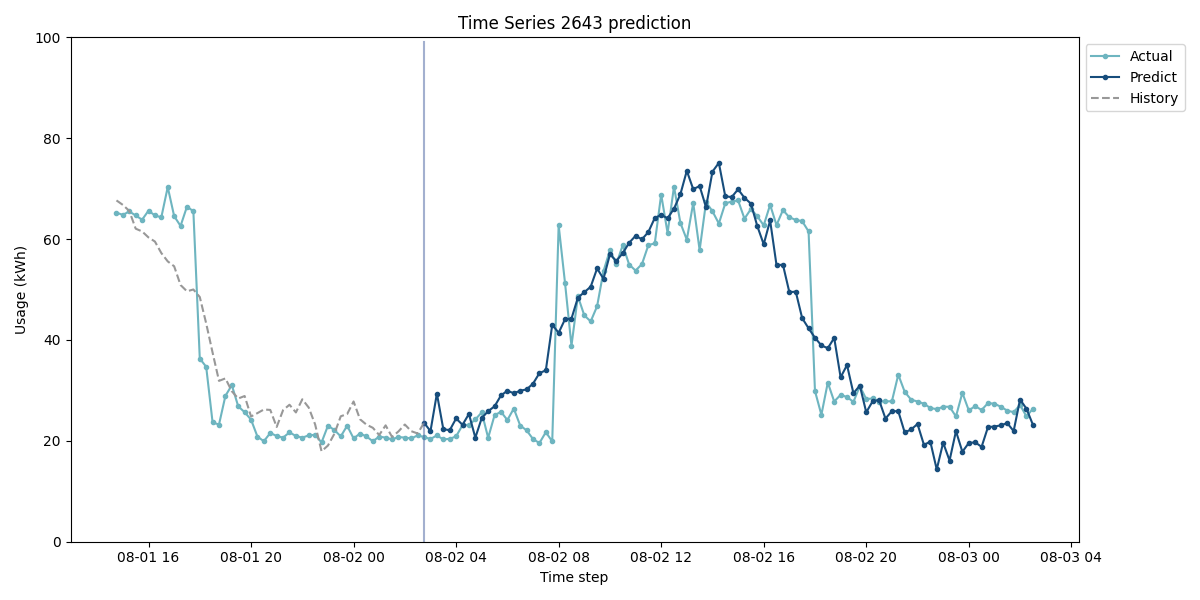 Time Series 2643 prediction
100
80
60
40
20
0
Usage (kWh)
08-01 16
08-01 20
08-02 00
08-02 04
08-02 08
08-02 12
08-02 16
08-02 20
08-03 00
08-03 04
Time step
Actual
Predict
History